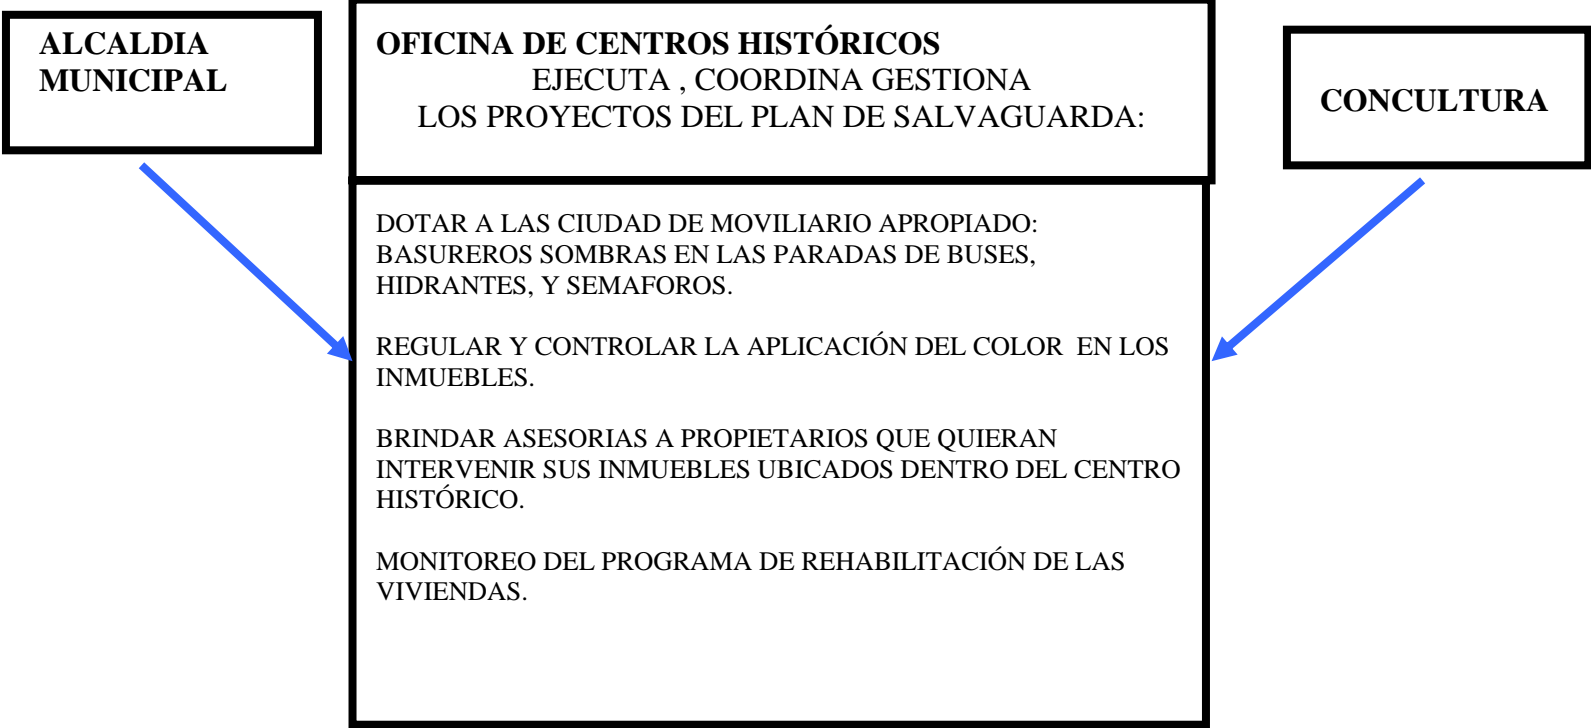 ALCALDIA
MUNICIPAL
OFICINA DE CENTROS HISTÓRICOS
EJECUTA , COORDINA GESTIONA
LOS PROYECTOS DEL PLAN DE SALVAGUARDA:
CONCULTURA
DOTAR A LAS CIUDAD DE MOVILIARIO APROPIADO:
BASUREROS SOMBRAS EN LAS PARADAS DE BUSES,
HIDRANTES, Y SEMAFOROS.
REGULAR Y CONTROLAR LA APLICACIÓN DEL COLOR  EN LOS
INMUEBLES.
BRINDAR ASESORIAS A PROPIETARIOS QUE QUIERAN
INTERVENIR SUS INMUEBLES UBICADOS DENTRO DEL CENTRO
HISTÓRICO.
MONITOREO DEL PROGRAMA DE REHABILITACIÓN DE LAS
VIVIENDAS.